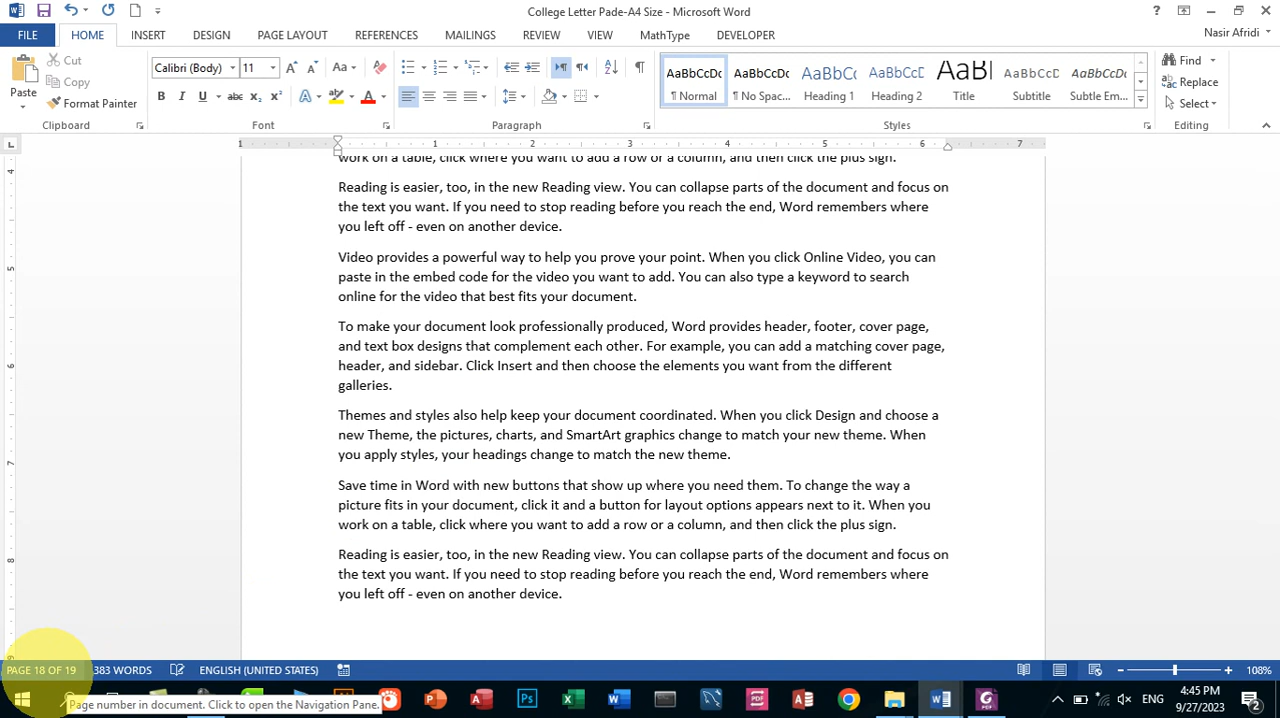 College Letter Pade-A4 Size - Microsoft Word
?
FILE HOME INSERT DESIGN PAGE LAYOUT REFERENCES MAILINGS REVIEW VIEW MathType DEVELOPER Nasir Afridi
Paste
Cut
Copy
Format Painter
Clipboard
Calibri (Body) 11
Font
Paragraph
AaBbCcDc AaBbCcDc AaBbCc AaBbCcD AaBl AaBbCcD AaBbCcD
¶ Normal ¶ No Spac... Heading 1 Heading 2 Title Subtitle Subtle Em...
Styles
Find
Replace
Select
Editing
1 1 2 3 4 5 6 7
work on a table, click where you want to add a row or a column, and then click the plus sign.
Reading is easier, too, in the new Reading view. You can collapse parts of the document and focus on
the text you want. If you need to stop reading before you reach the end, Word remembers where
you left off - even on another device.
Video provides a powerful way to help you prove your point. When you click Online Video, you can
paste in the embed code for the video you want to add. You can also type a keyword to search
online for the video that best fits your document.
To make your document look professionally produced, Word provides header, footer, cover page,
and text box designs that complement each other. For example, you can add a matching cover page,
header, and sidebar. Click Insert and then choose the elements you want from the different
galleries.
Themes and styles also help keep your document coordinated. When you click Design and choose a
new Theme, the pictures, charts, and SmartArt graphics change to match your new theme. When
you apply styles, your headings change to match the new theme.
Save time in Word with new buttons that show up where you need them. To change the way a
picture fits in your document, click it and a button for layout options appears next to it. When you
work on a table, click where you want to add a row or a column, and then click the plus sign.
Reading is easier, too, in the new Reading view. You can collapse parts of the document and focus on
the text you want. If you need to stop reading before you reach the end, Word remembers where
you left off - even on another device.
4
5
6
7
8
PAGE 18 OF 19 383 WORDS ENGLISH (UNITED STATES) 108%
Page number in document. Click to open the Navigation Pane.
ENG
4:45 PM
9/27/2023
2